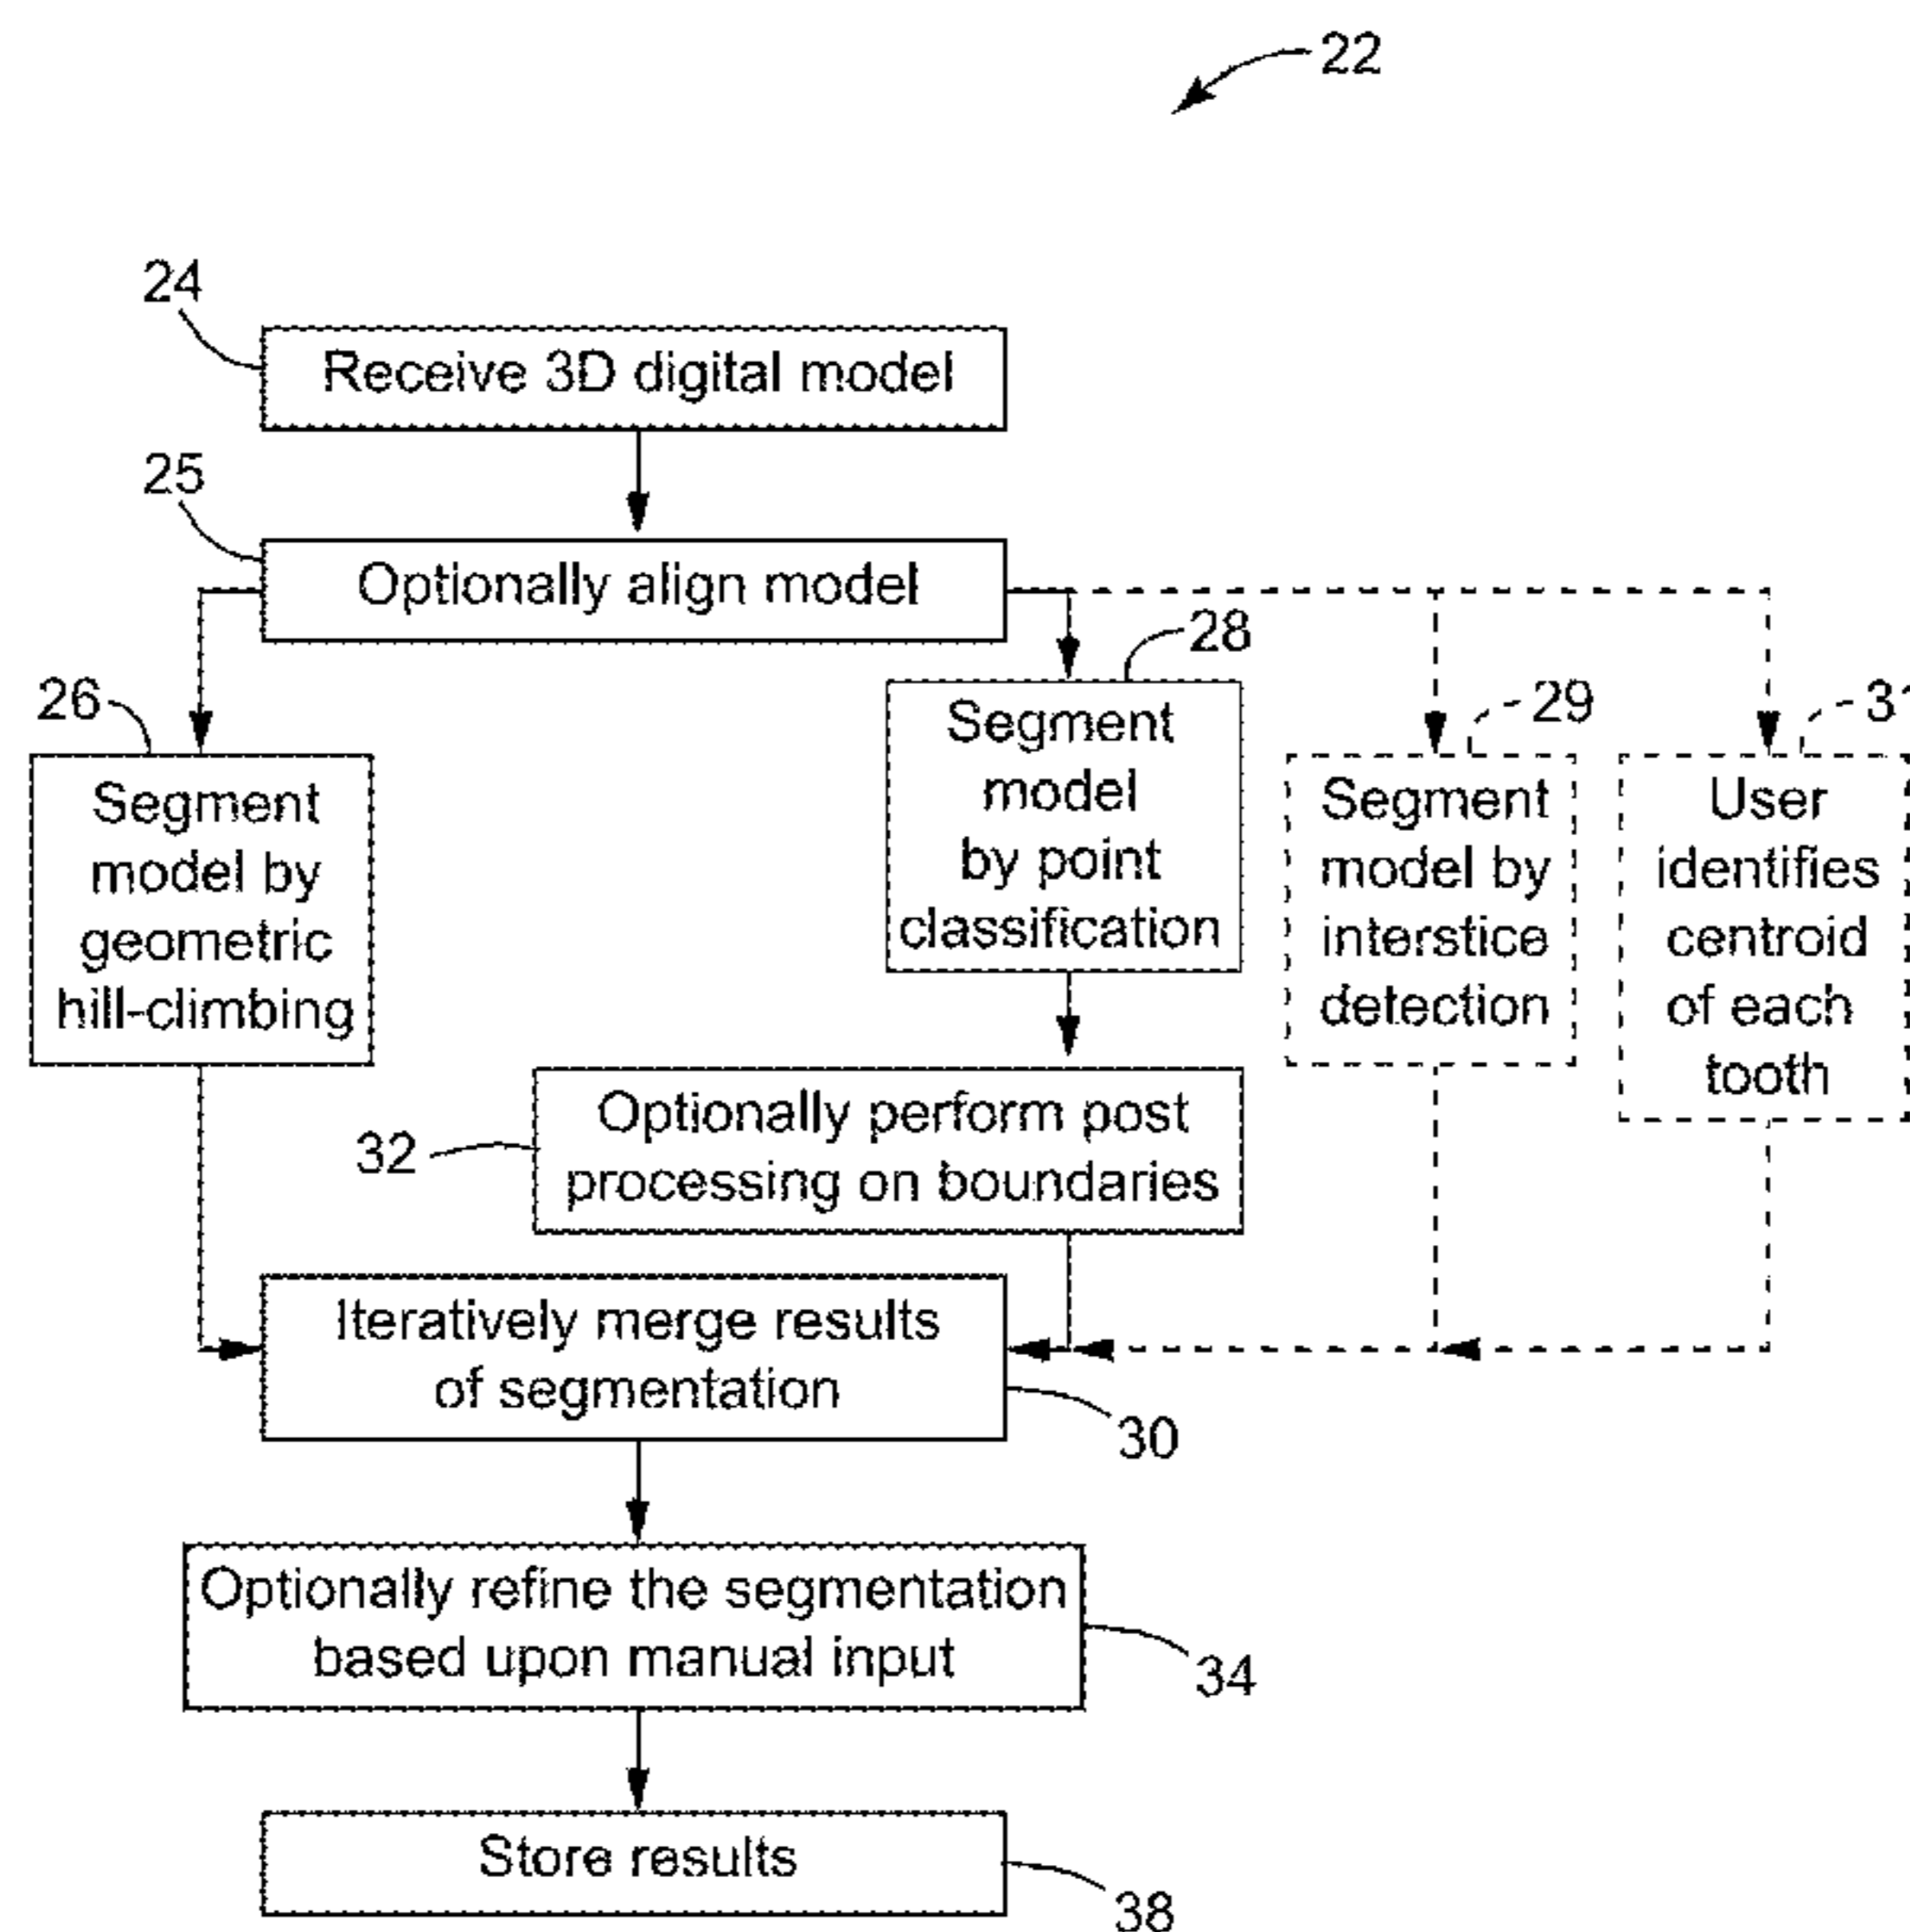 22
24
Receive 3D digital model
25
Optionally align model
28
26
29
Segment
model by
geometric
hill-climbing
Segment
model
by point
classification
Segment
model by
interstice
detection
User
identifies
centroid
of each
tooth
32
Optionally perform post
processing on boundaries
Iteratively merge results
of segmentation
30
Optionally refine the segmentation
based upon manual input
34
Store results
38